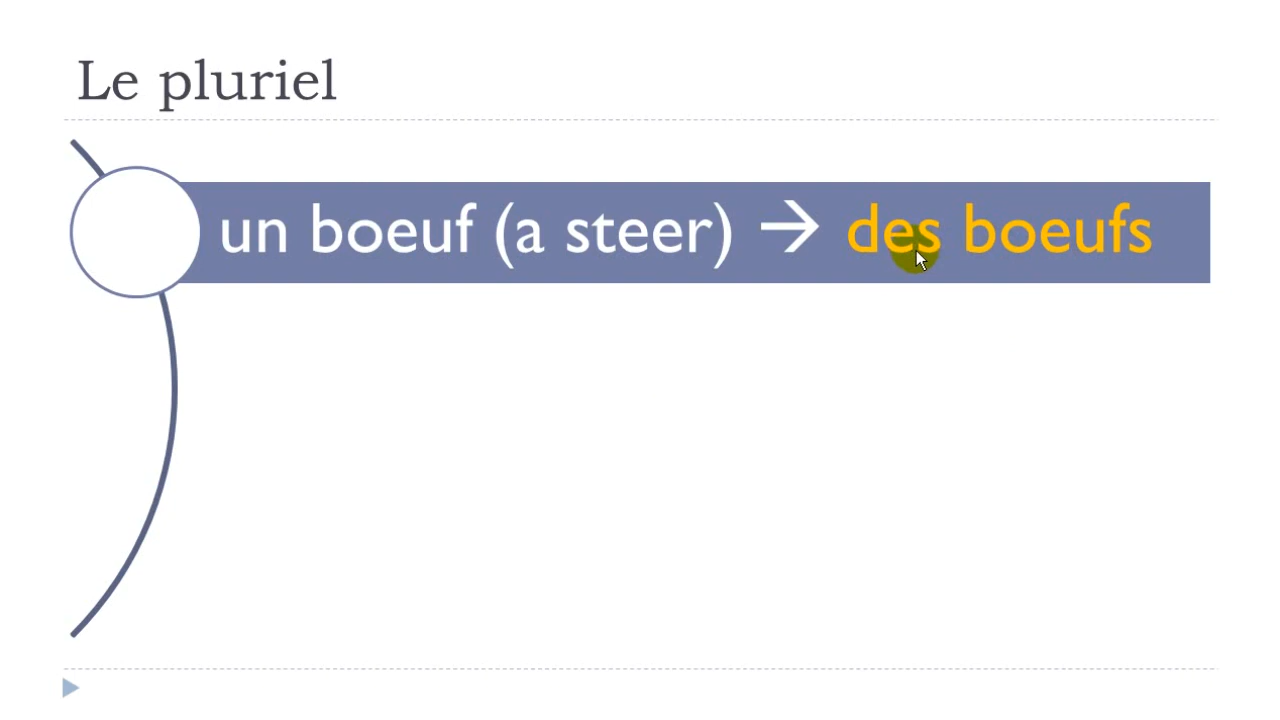 Le pluriel
un boeuf (a steer) → des boeufs